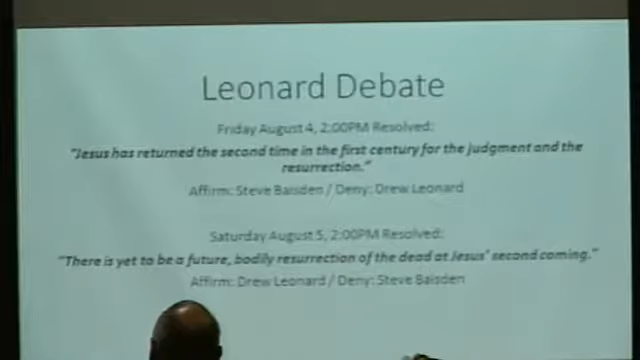 Leonard Debate
Friday August 4, 2:00PM Resolved:
"Jesus has returned the second time in the first century for the judgment and the
resurrection."
Affirm: Steve Baisden / Deny: Drew Leonard
Saturday August 5, 2:00PM Resolved:
"There is yet to be a future, bodily resurrection of the dead at Jesus' second coming."
Affirm: Drew Leonard / Deny: Steve Baisden